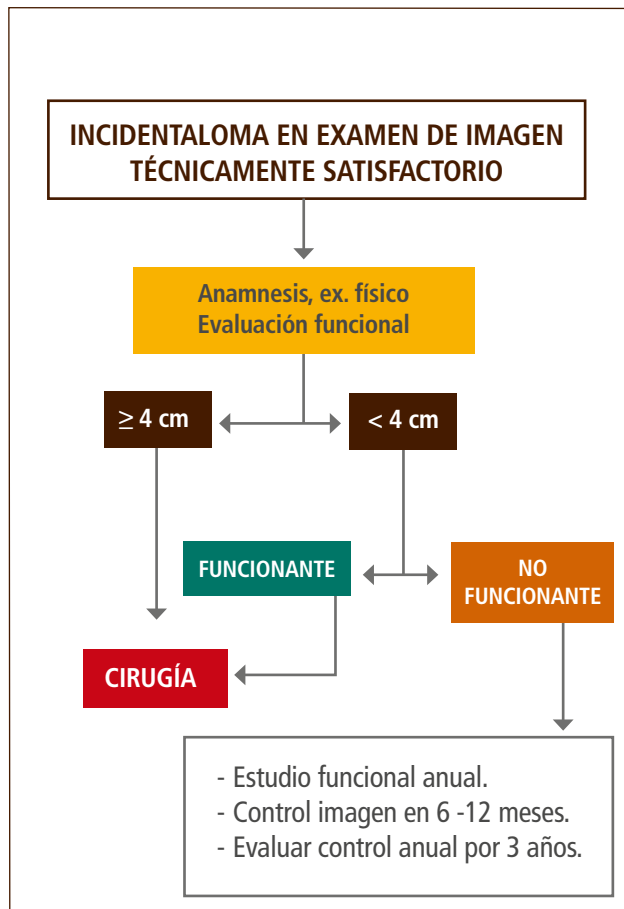 INCIDENTALOMA EN EXAMEN DE IMAGEN
TÉCNICAMENTE SATISFACTORIO
Anamnesis, ex. físico
Evaluación funcional
≥ 4 cm
< 4 cm
FUNCIONANTE
NO
FUNCIONANTE
CIRUGÍA
- Estudio funcional anual.
- Control imagen en 6 -12 meses.
- Evaluar control anual por 3 años.